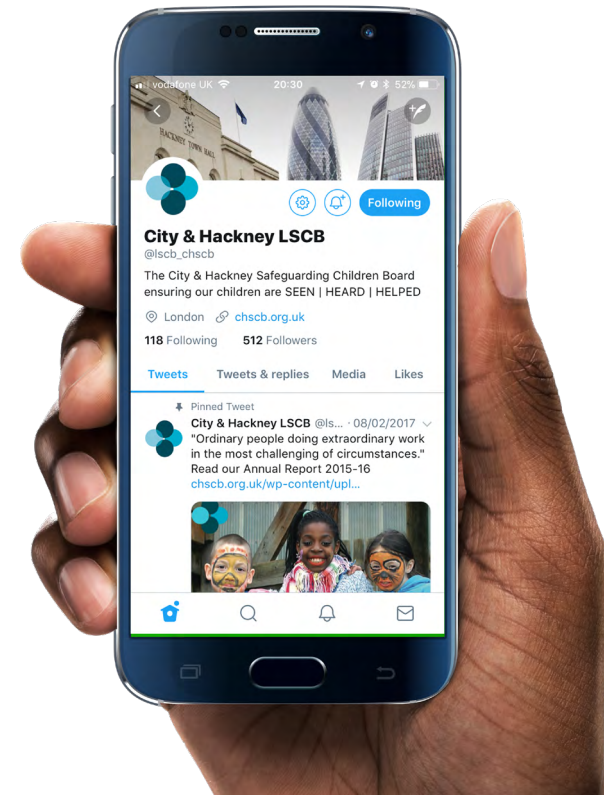 vodafone UK 20:30 52%
HACKNEY TOWN HALL
Following
City & Hackney LSCB
@lscb_chscb
The City & Hackney Safeguarding Children Board
ensuring our children are SEEN | HEARD | HELPED
London chscb.org.uk
118 Following 512 Followers
Tweets Tweets & replies Media Likes
Pinned Tweet
City & Hackney LSCB @ls... · 08/02/2017
"Ordinary people doing extraordinary work
in the most challenging of circumstances."
Read our Annual Report 2015-16
chscb.org.uk/wp-content/upl...